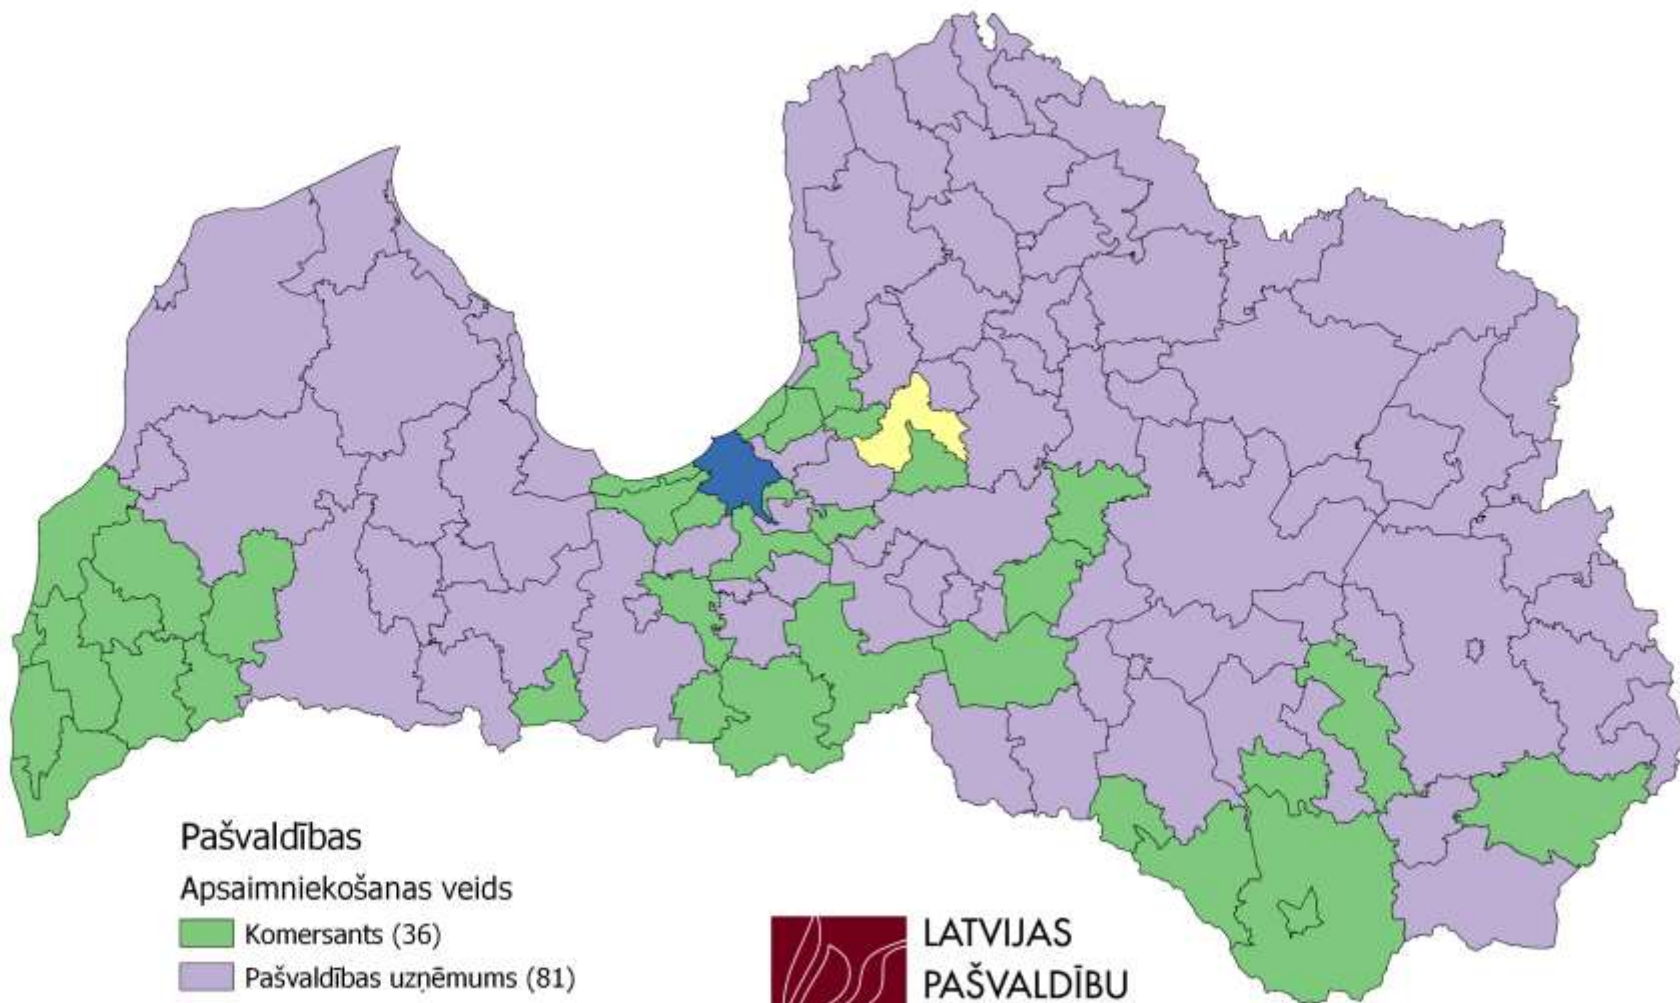 Pašvaldības
Apsaimniekošanas veids
Komersants (36)
Pašvaldības uzņēmums (81)
LATVIJAS
PAŠVALDĪBU